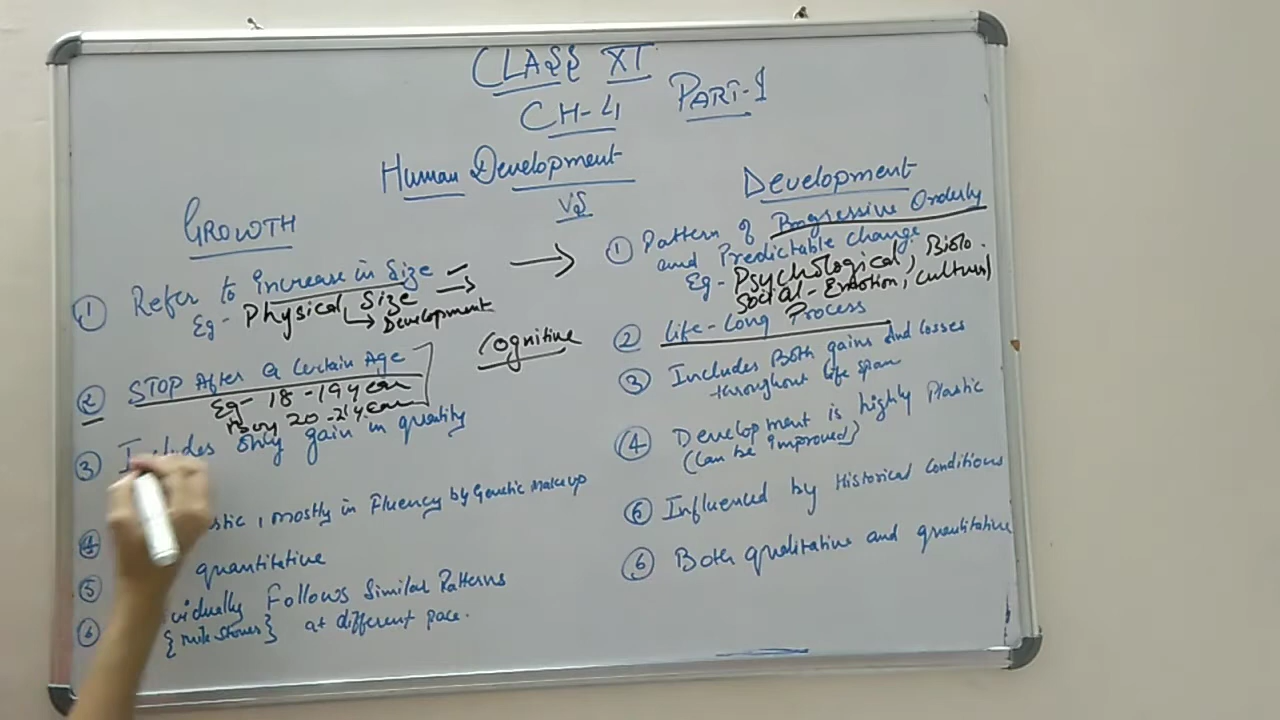 CLASS XI
CH-4 PART-1
Human Development
GROWTH
VS
Development
① Refer to Increase in Size
Eg- Physical Size
Development
② STOP After a Certain Age
Eg- 18-19 year
20-21 year
Cognitive
③ Includes only gain in quantity
④ stic, mostly in Fluency by Genetic Makeup
⑤ quantitative
⑥ vidually Follows Similar Patterns
{mile stones} at different pace.
① Pattern of Progressive Orderly
and Predictable change
Eg- Psychological, Biolo.
Social-Emotion, cultural)
② Life-Long Process
③ Includes Both gains and losses
throughout life span
④ Development is highly Plastic
(Can be improved)
⑤ Influenced by Historical Conditions
⑥ Both qualitative and quantitative